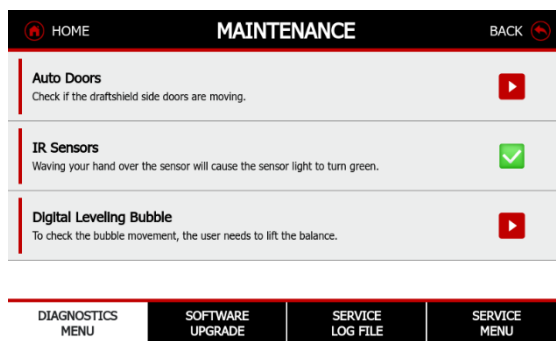 HOME MAINTENANCE BACK
Auto Doors
Check if the draftshield side doors are moving.
IR Sensors
Waving your hand over the sensor will cause the sensor light to turn green.
Digital Leveling Bubble
To check the bubble movement, the user needs to lift the balance.
DIAGNOSTICS MENU
SOFTWARE UPGRADE
SERVICE LOG FILE
SERVICE MENU